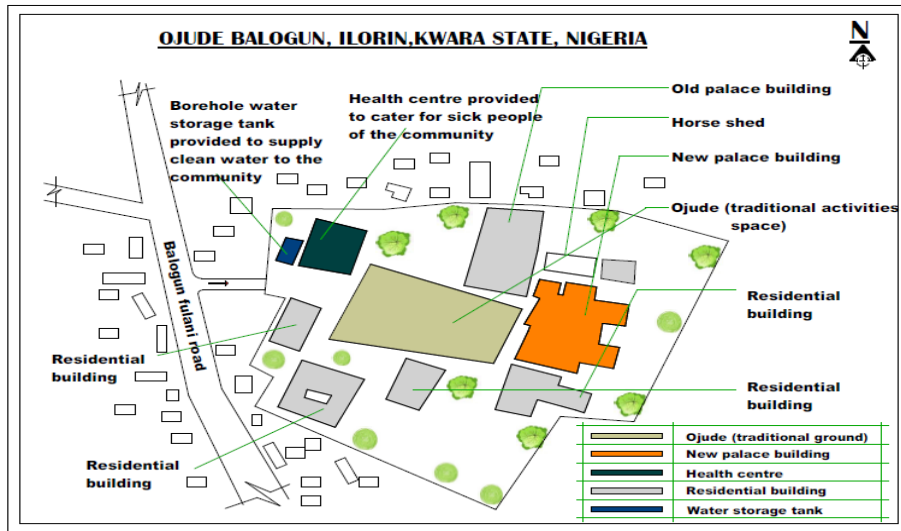 OJUDE BALOGUN, ILORIN,KWARA STATE, NIGERIA
N
Borehole water
storage tank
provided to supply
clean water to the
community
Health centre provided
to cater for sick people
of the community
Old palace building
Horse shed
New palace building
Ojude (traditional activities
space)
Balogun fulani road
Residential
building
Residential
building
Residential
building
Residential
building
Ojude (traditional ground)
New palace building
Health centre
Residential building
Water storage tank